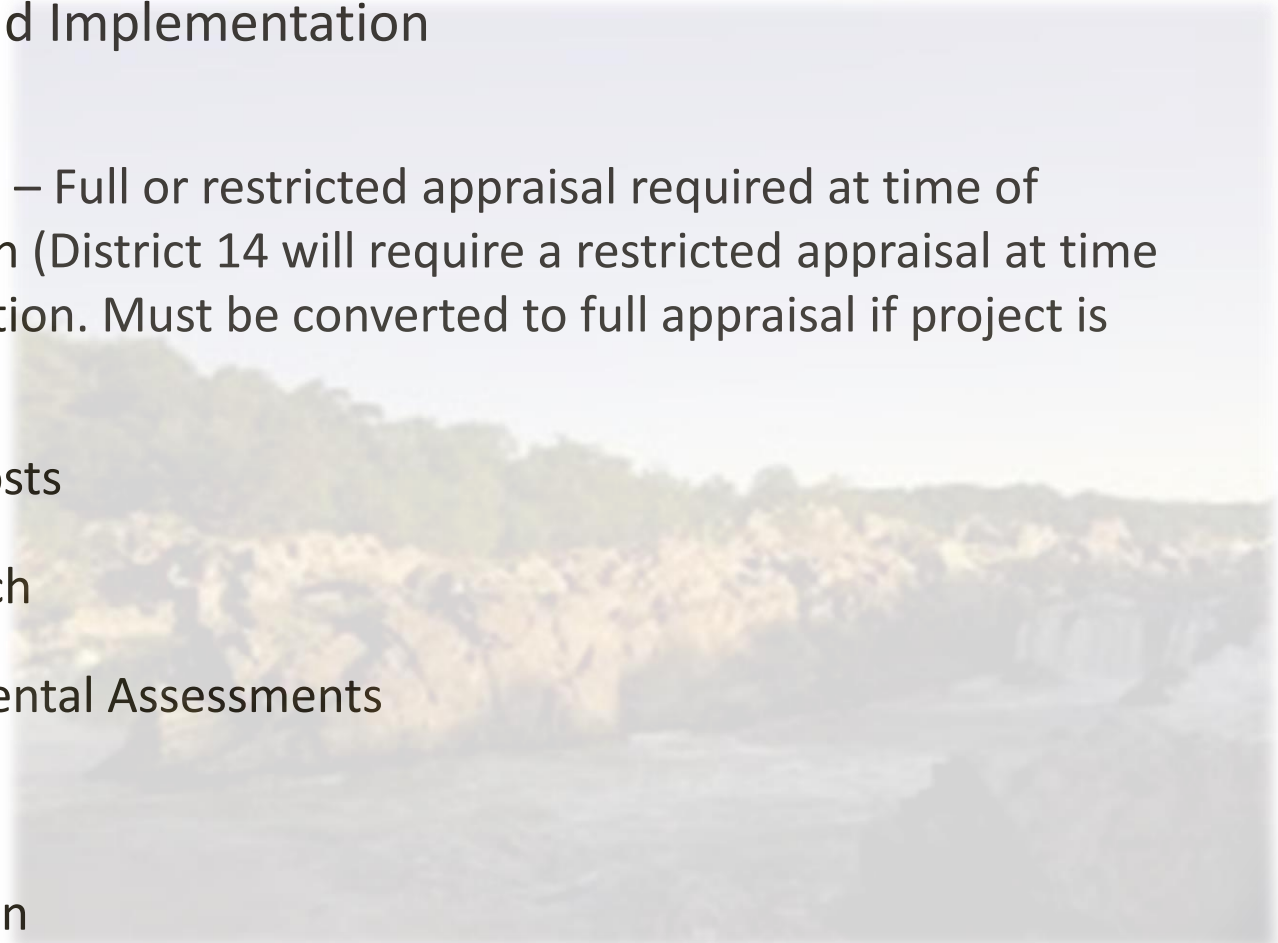 d Implementation
– Full or restricted appraisal required at time of
n (District 14 will require a restricted appraisal at time
tion. Must be converted to full appraisal if project is
osts
ch
ental Assessments
n